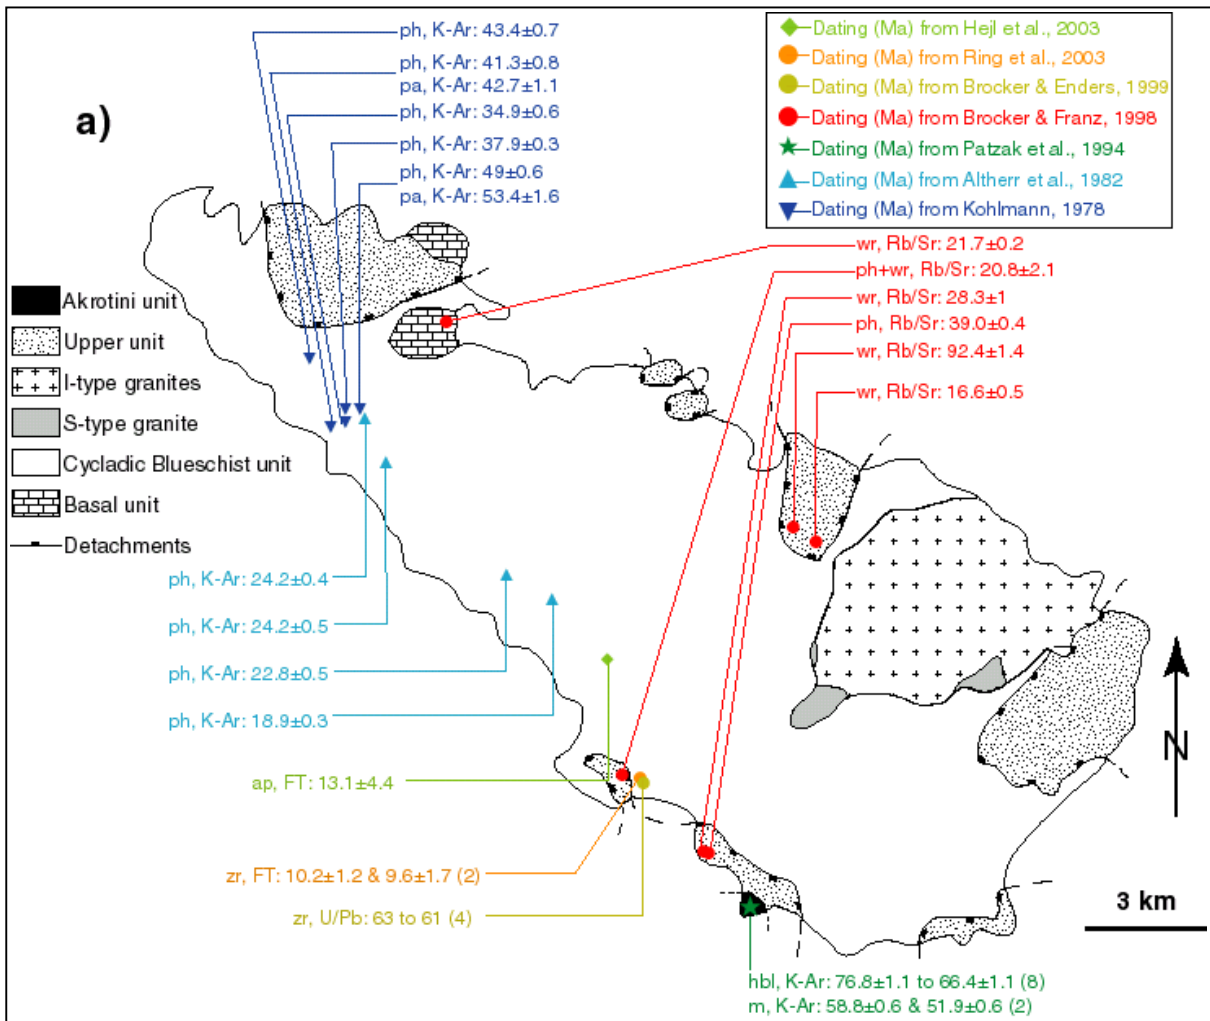 a)
ph, K-Ar: 43.4±0.7
ph, K-Ar: 41.3±0.8
pa, K-Ar: 42.7±1.1
ph, K-Ar: 34.9±0.6
ph, K-Ar: 37.9±0.3
ph, K-Ar: 49±0.6
pa, K-Ar: 53.4±1.6
Dating (Ma) from Hejl et al., 2003
Dating (Ma) from Ring et al., 2003
Dating (Ma) from Brocker & Enders, 1999
Dating (Ma) from Brocker & Franz, 1998
Dating (Ma) from Patzak et al., 1994
Dating (Ma) from Altherr et al., 1982
Dating (Ma) from Kohlmann, 1978
wr, Rb/Sr: 21.7±0.2
ph+wr, Rb/Sr: 20.8±2.1
wr, Rb/Sr: 28.3±1
ph, Rb/Sr: 39.0±0.4
wr, Rb/Sr: 92.4±1.4
wr, Rb/Sr: 16.6±0.5
Akrotini unit
Upper unit
I-type granites
S-type granite
Cycladic Blueschist unit
Basal unit
Detachments
ph, K-Ar: 24.2±0.4
ph, K-Ar: 24.2±0.5
ph, K-Ar: 22.8±0.5
ph, K-Ar: 18.9±0.3
ap, FT: 13.1±4.4
zr, FT: 10.2±1.2 & 9.6±1.7 (2)
zr, U/Pb: 63 to 61 (4)
N
3 km
hbl, K-Ar: 76.8±1.1 to 66.4±1.1 (8)
m, K-Ar: 58.8±0.6 & 51.9±0.6 (2)